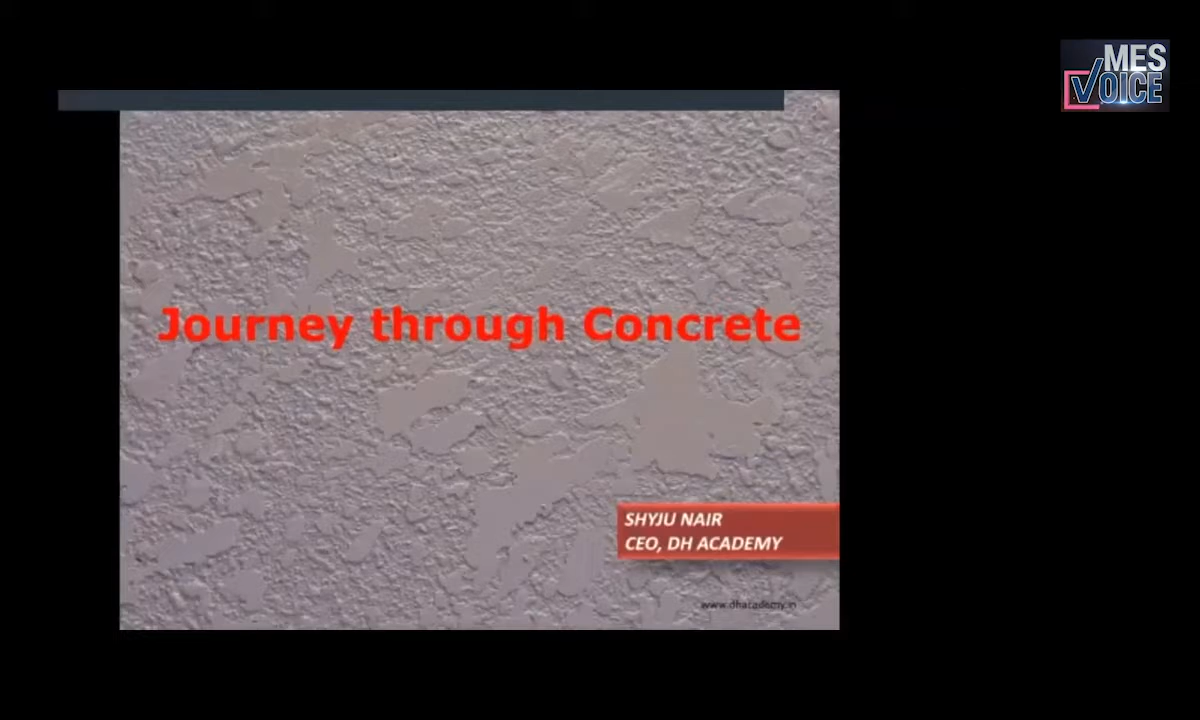 MES
VOICE
Journey through Concrete
SHYJU NAIR
CEO, DH ACADEMY
www.dhacademy.in